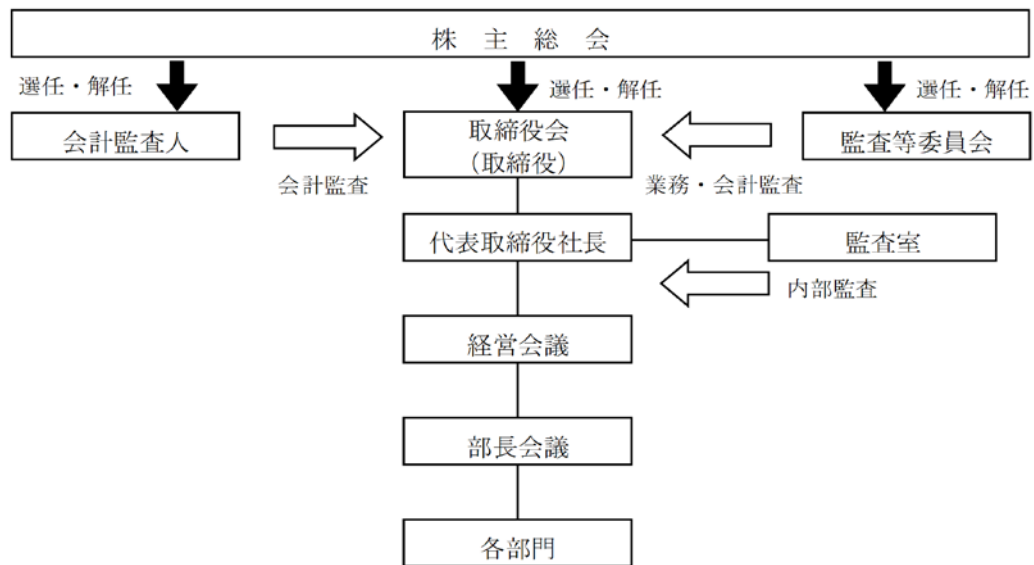 株主総会
選任・解任
選任・解任
選任・解任
会計監査人
取締役会
(取締役)
監査等委員会
会計監査
業務・会計監査
代表取締役社長
監査室
内部監査
経営会議
部長会議
各部門